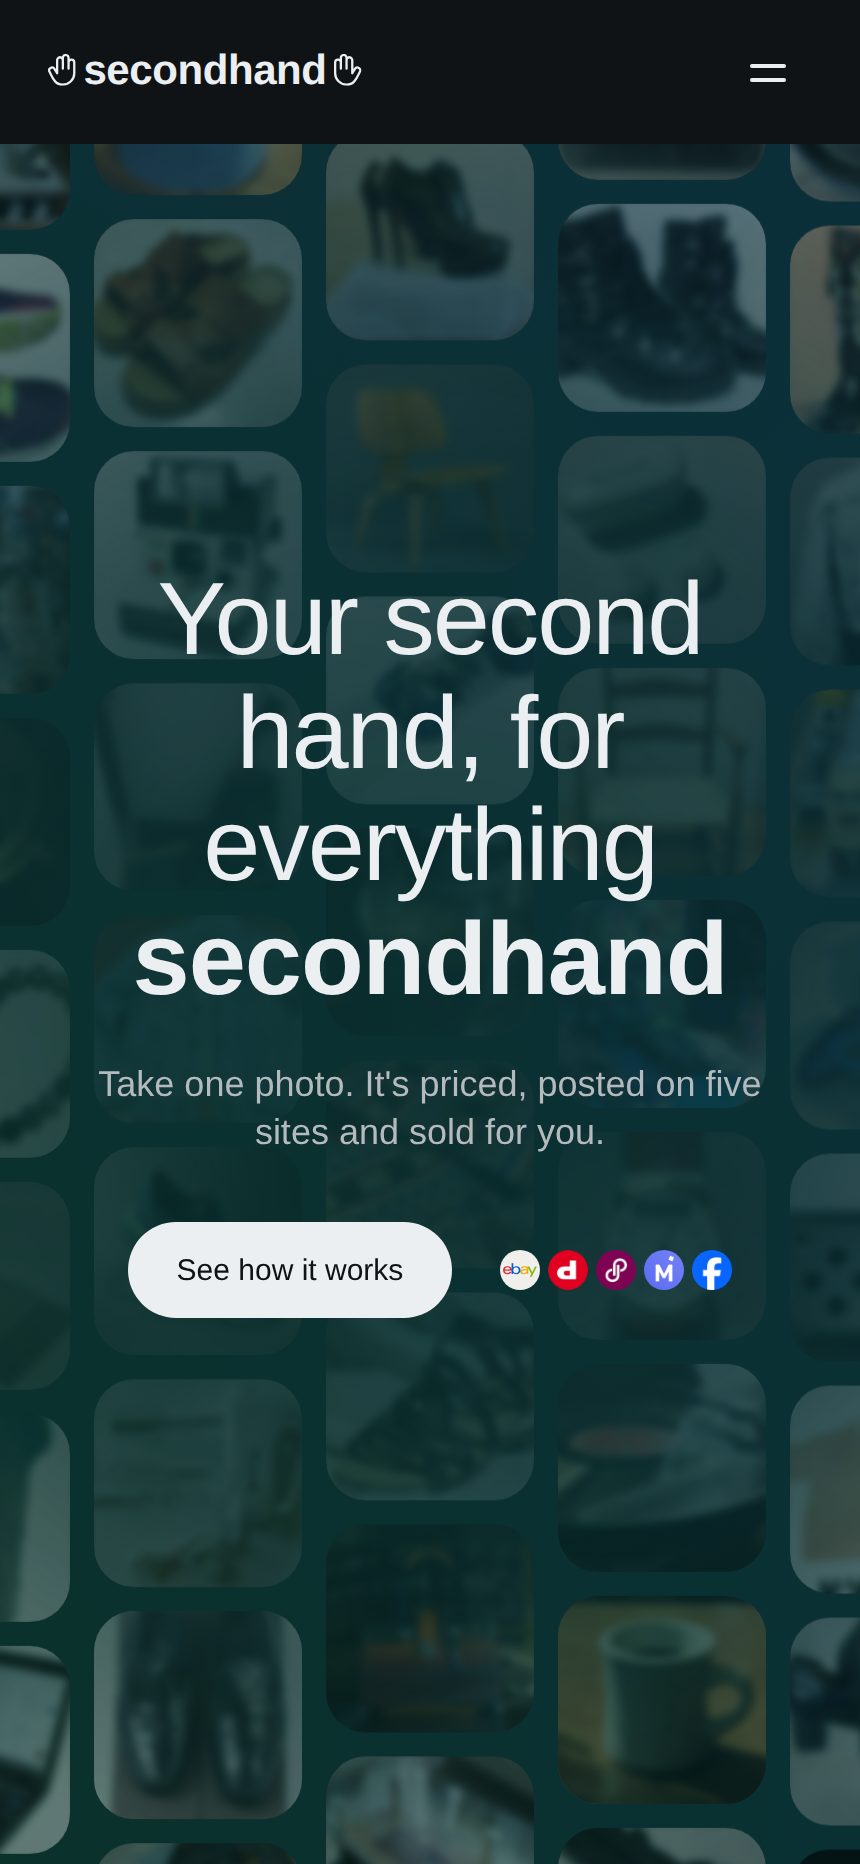 secondhand
Your second
hand, for
everything
secondhand
Take one photo. It's priced, posted on five
sites and sold for you.
See how it works
ebay